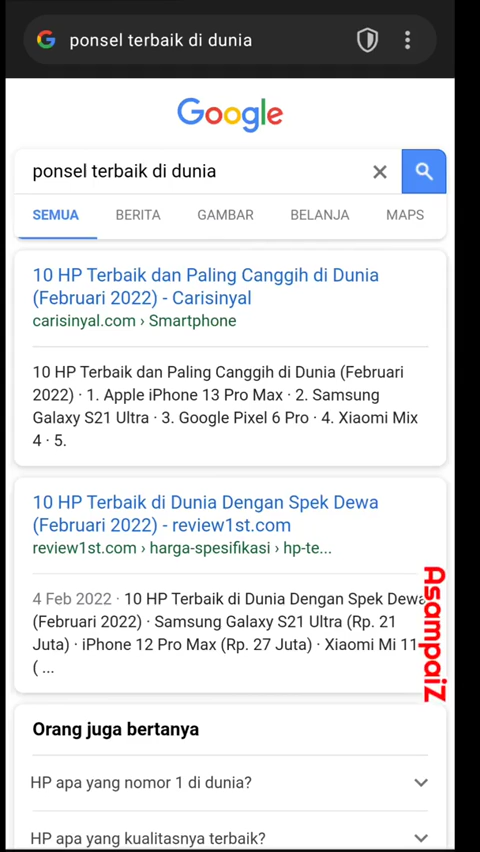 ponsel terbaik di dunia
Google
ponsel terbaik di dunia
SEMUA BERITA GAMBAR BELANJA MAPS
10 HP Terbaik dan Paling Canggih di Dunia
(Februari 2022) - Carisinyal
carisinyal.com › Smartphone
10 HP Terbaik dan Paling Canggih di Dunia (Februari
2022) · 1. Apple iPhone 13 Pro Max · 2. Samsung
Galaxy S21 Ultra · 3. Google Pixel 6 Pro · 4. Xiaomi Mix
4 · 5.
10 HP Terbaik di Dunia Dengan Spek Dewa
(Februari 2022) - review1st.com
review1st.com › harga-spesifikasi › hp-te...
4 Feb 2022 · 10 HP Terbaik di Dunia Dengan Spek Dewa
(Februari 2022) · Samsung Galaxy S21 Ultra (Rp. 21
Juta) · iPhone 12 Pro Max (Rp. 27 Juta) · Xiaomi Mi 11
( ...
AsampaiZ
Orang juga bertanya
HP apa yang nomor 1 di dunia?
HP apa yang kualitasnya terbaik?